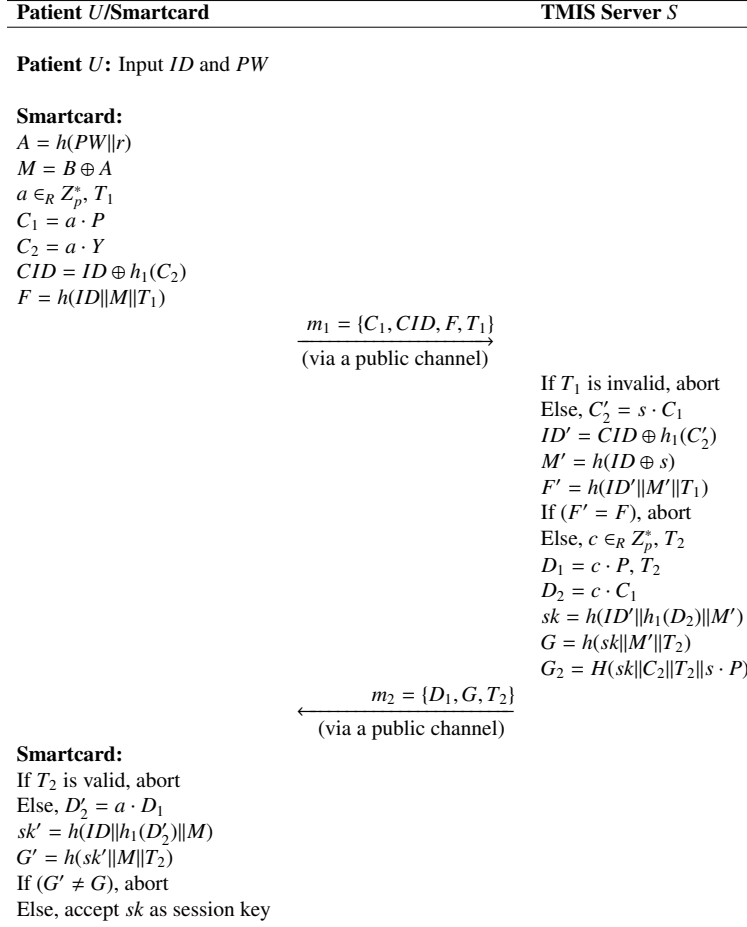 Patient U/Smartcard TMIS Server S
Patient U: Input ID and PW
Smartcard:
A = h(PW||r)
M = B ⊕ A
a ∈R Z*p, T1
C1 = a · P
C2 = a · Y
CID = ID ⊕ h1(C2)
F = h(ID||M||T1)
m1 = {C1, CID, F, T1}
(via a public channel)
If T1 is invalid, abort
Else, C′2 = s · C1
ID′ = CID ⊕ h1(C′2)
M′ = h(ID ⊕ s)
F′ = h(ID′||M′||T1)
If (F′ = F), abort
Else, c ∈R Z*p, T2
D1 = c · P, T2
D2 = c · C1
sk = h(ID′||h1(D2)||M′)
G = h(sk||M′||T2)
G2 = H(sk||C2||T2||s · P)
m2 = {D1, G, T2}
(via a public channel)
Smartcard:
If T2 is valid, abort
Else, D′2 = a · D1
sk′ = h(ID||h1(D′2)||M)
G′ = h(sk′||M||T2)
If (G′ ≠ G), abort
Else, accept sk as session key